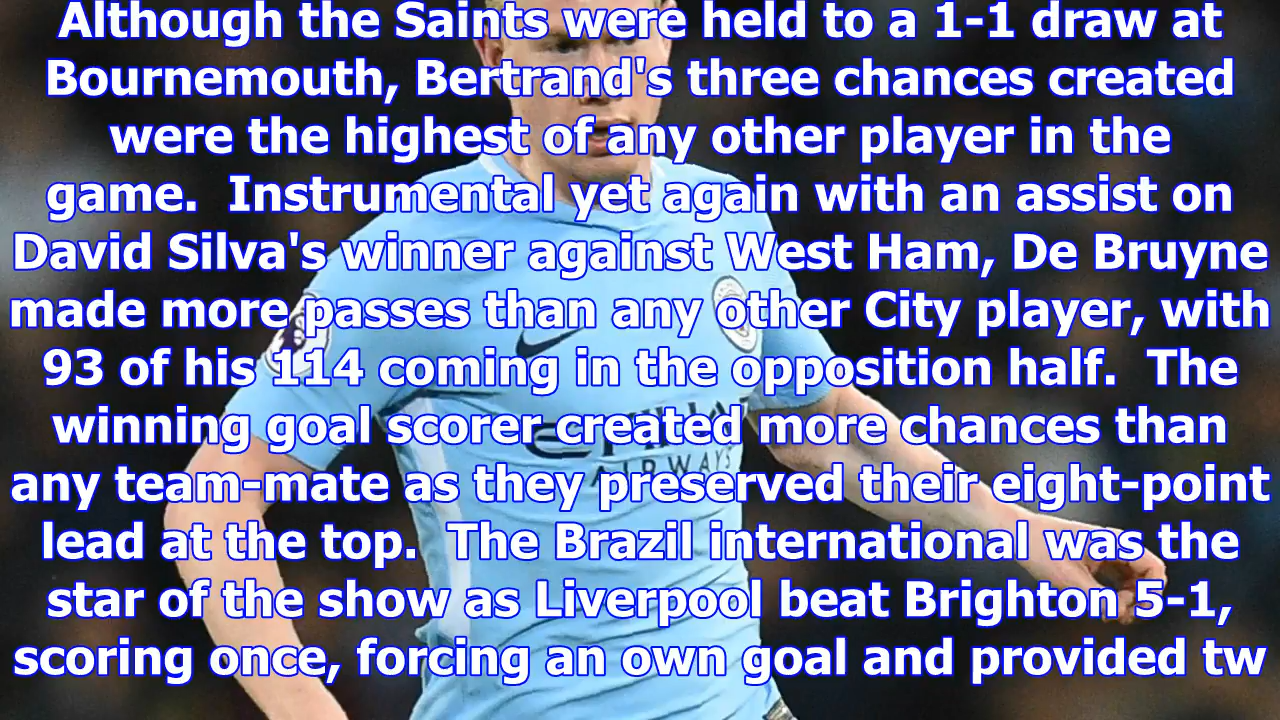 Although the Saints were held to a 1-1 draw at
Bournemouth, Bertrand's three chances created
were the highest of any other player in the
game.  Instrumental yet again with an assist on
David Silva's winner against West Ham, De Bruyne
made more passes than any other City player, with
93 of his 114 coming in the opposition half.  The
winning goal scorer created more chances than
any team-mate as they preserved their eight-point
lead at the top.  The Brazil international was the
star of the show as Liverpool beat Brighton 5-1,
scoring once, forcing an own goal and provided tw
ETIHAD
AIRWAYS